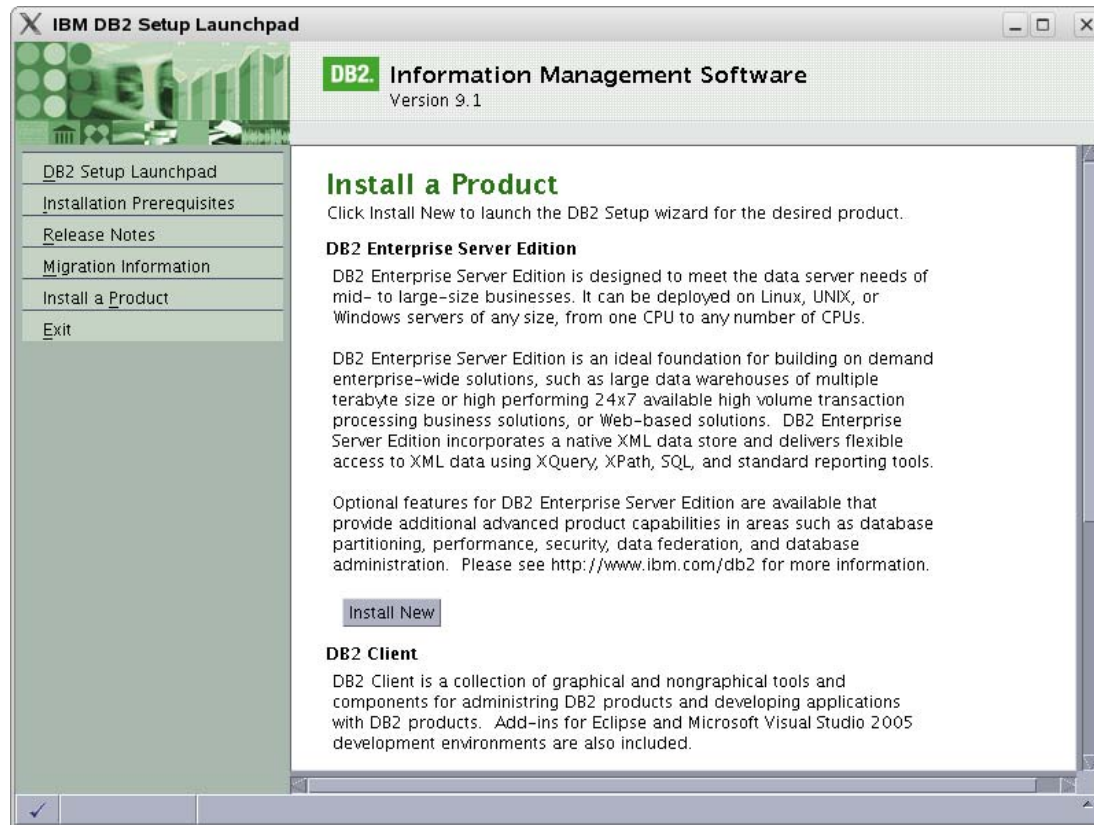 IBM DB2 Setup Launchpad
DB2. Information Management Software
Version 9.1
DB2 Setup Launchpad
Installation Prerequisites
Release Notes
Migration Information
Install a Product
Exit
Install a Product
Click Install New to launch the DB2 Setup wizard for the desired product.
DB2 Enterprise Server Edition
DB2 Enterprise Server Edition is designed to meet the data server needs of
mid- to large-size businesses. It can be deployed on Linux, UNIX, or
Windows servers of any size, from one CPU to any number of CPUs.
DB2 Enterprise Server Edition is an ideal foundation for building on demand
enterprise-wide solutions, such as large data warehouses of multiple
terabyte size or high performing 24x7 available high volume transaction
processing business solutions, or Web-based solutions. DB2 Enterprise
Server Edition incorporates a native XML data store and delivers flexible
access to XML data using XQuery, XPath, SQL, and standard reporting tools.
Optional features for DB2 Enterprise Server Edition are available that
provide additional advanced product capabilities in areas such as database
partitioning, performance, security, data federation, and database
administration. Please see http://www.ibm.com/db2 for more information.
Install New
DB2 Client
DB2 Client is a collection of graphical and nongraphical tools and
components for administring DB2 products and developing applications
with DB2 products. Add-ins for Eclipse and Microsoft Visual Studio 2005
development environments are also included.